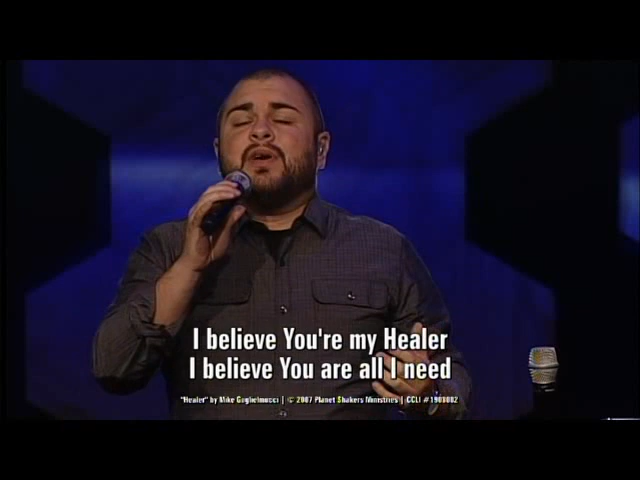 I believe You're my Healer
I believe You are all I need
"Healer" by Mike Guglielmucci | © 2007 Planet Shakers Ministries | CCLI #